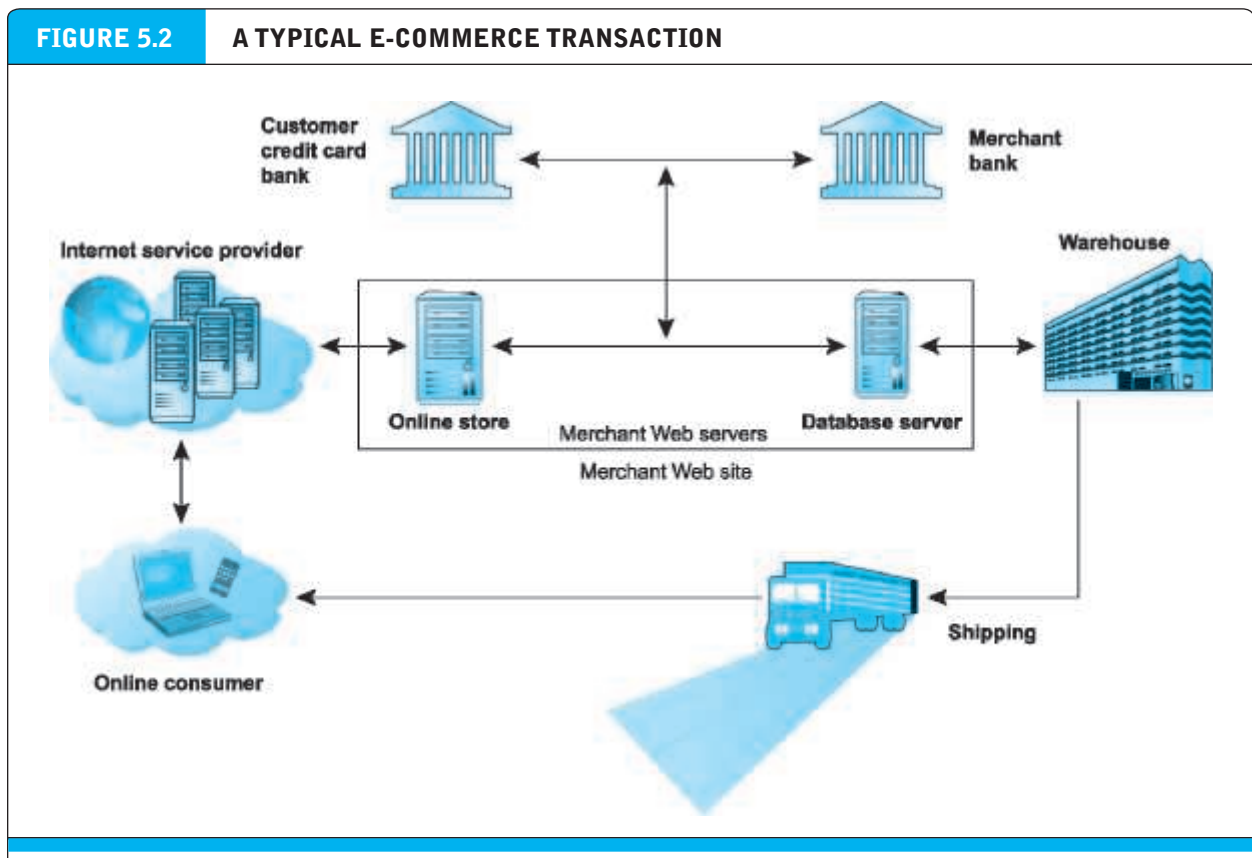 FIGURE 5.2
A TYPICAL E-COMMERCE TRANSACTION
Customer
credit card
bank
Merchant
bank
Internet service provider
Warehouse
Online store
Database server
Merchant Web servers
Merchant Web site
Shipping
Online consumer